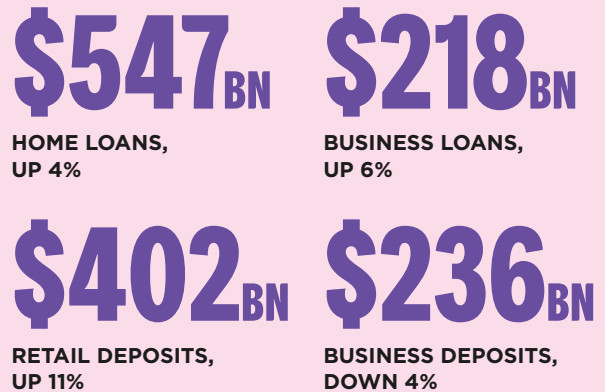 $547BN
HOME LOANS,
UP 4%
$218BN
BUSINESS LOANS,
UP 6%
$402BN
RETAIL DEPOSITS,
UP 11%
$236BN
BUSINESS DEPOSITS,
DOWN 4%